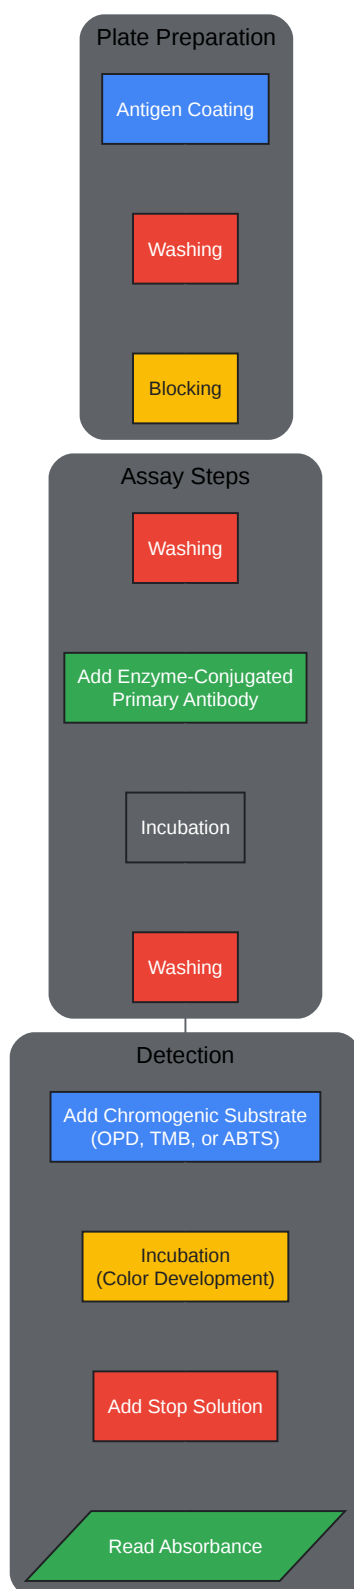 Plate Preparation
Antigen Coating
Washing
Blocking
Assay Steps
Washing
Add Enzyme-Conjugated
Primary Antibody
Incubation
Washing
Detection
Add Chromogenic Substrate
(OPD, TMB, or ABTS)
Incubation
(Color Development)
Add Stop Solution
Read Absorbance